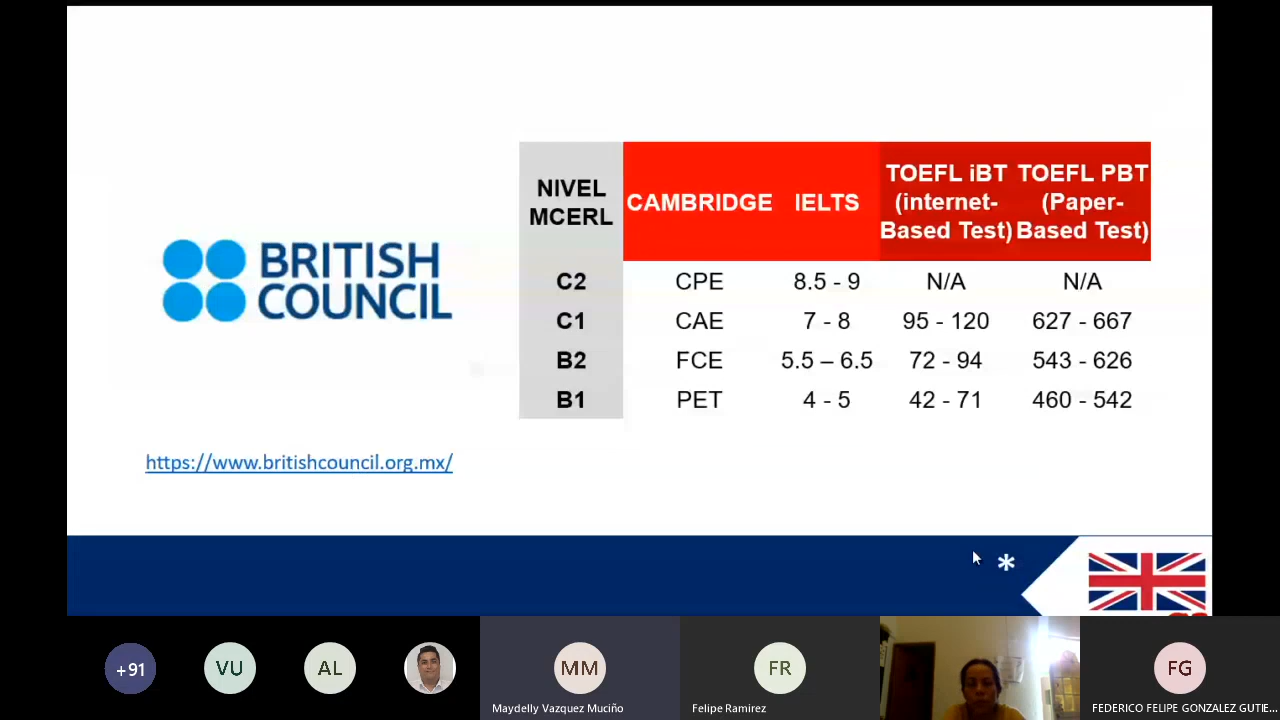 BRITISH
COUNCIL
https://www.britishcouncil.org.mx/
NIVEL MCERL CAMBRIDGE IELTS TOEFL iBT (internet-Based Test) TOEFL PBT (Paper-Based Test)
C2 CPE 8.5 - 9 N/A N/A
C1 CAE 7 - 8 95 - 120 627 - 667
B2 FCE 5.5 – 6.5 72 - 94 543 - 626
B1 PET 4 - 5 42 - 71 460 - 542
*
+91 VU AL MM FR FG
Maydelly Vazquez Muciño Felipe Ramirez FEDERICO FELIPE GONZALEZ GUTIE...